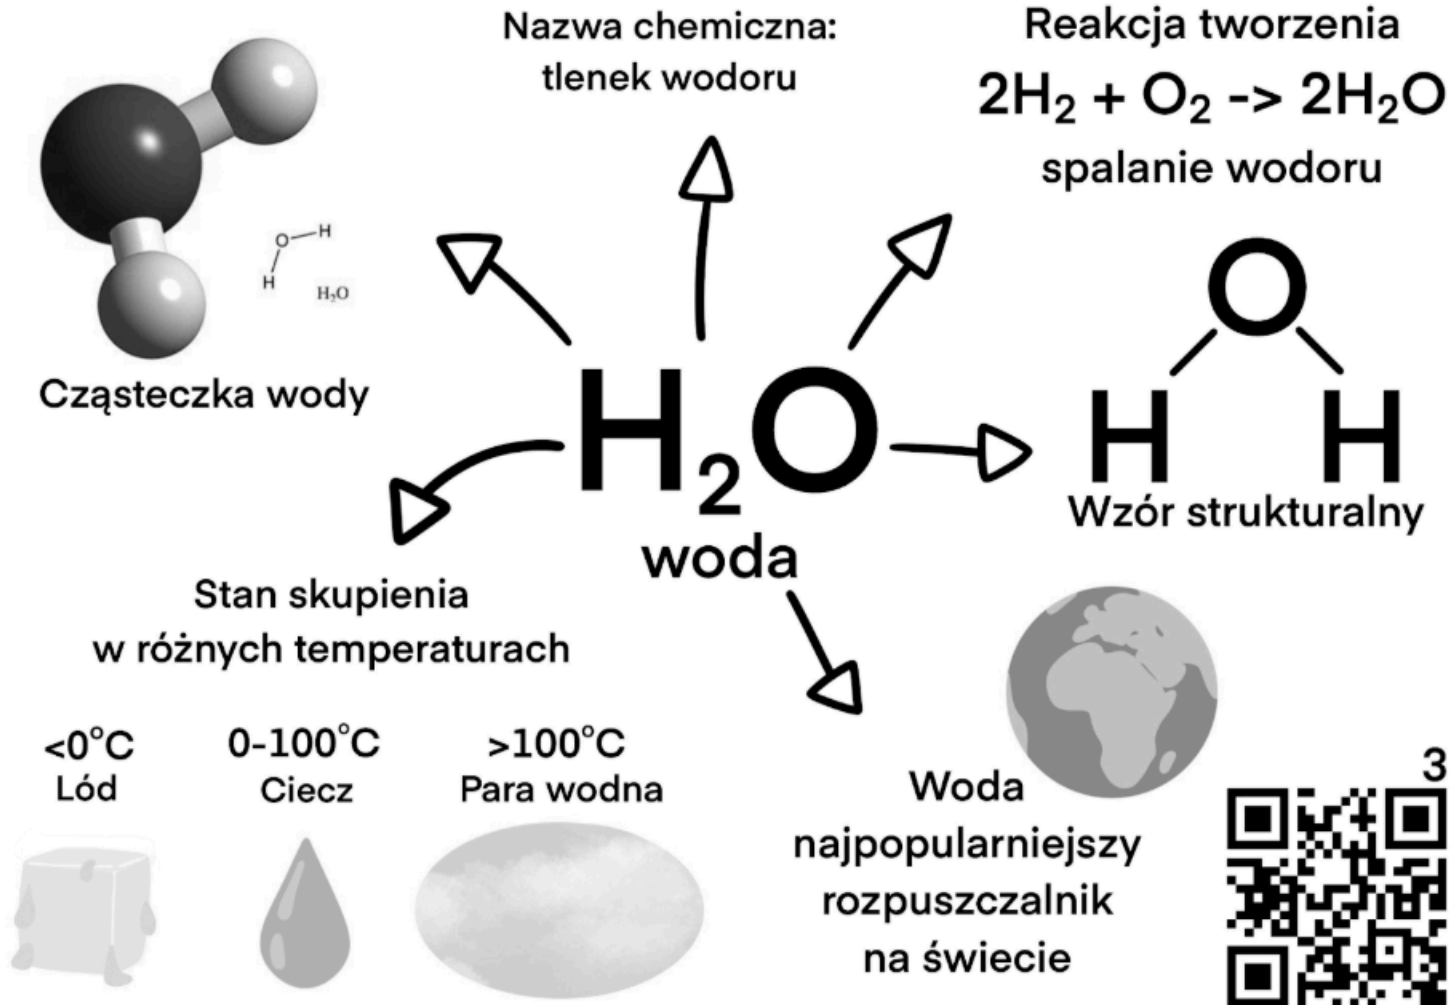 Nazwa chemiczna:
tlenek wodoru
Reakcja tworzenia
2H₂ + O₂ -> 2H₂O
spalanie wodoru
O H
H
H₂O
Cząsteczka wody
H₂O
woda
O
H H
Wzór strukturalny
Stan skupienia
w różnych temperaturach
<0°C
Lód
0-100°C
Ciecz
>100°C
Para wodna
Woda
najpopularniejszy
rozpuszczalnik
na świecie
3